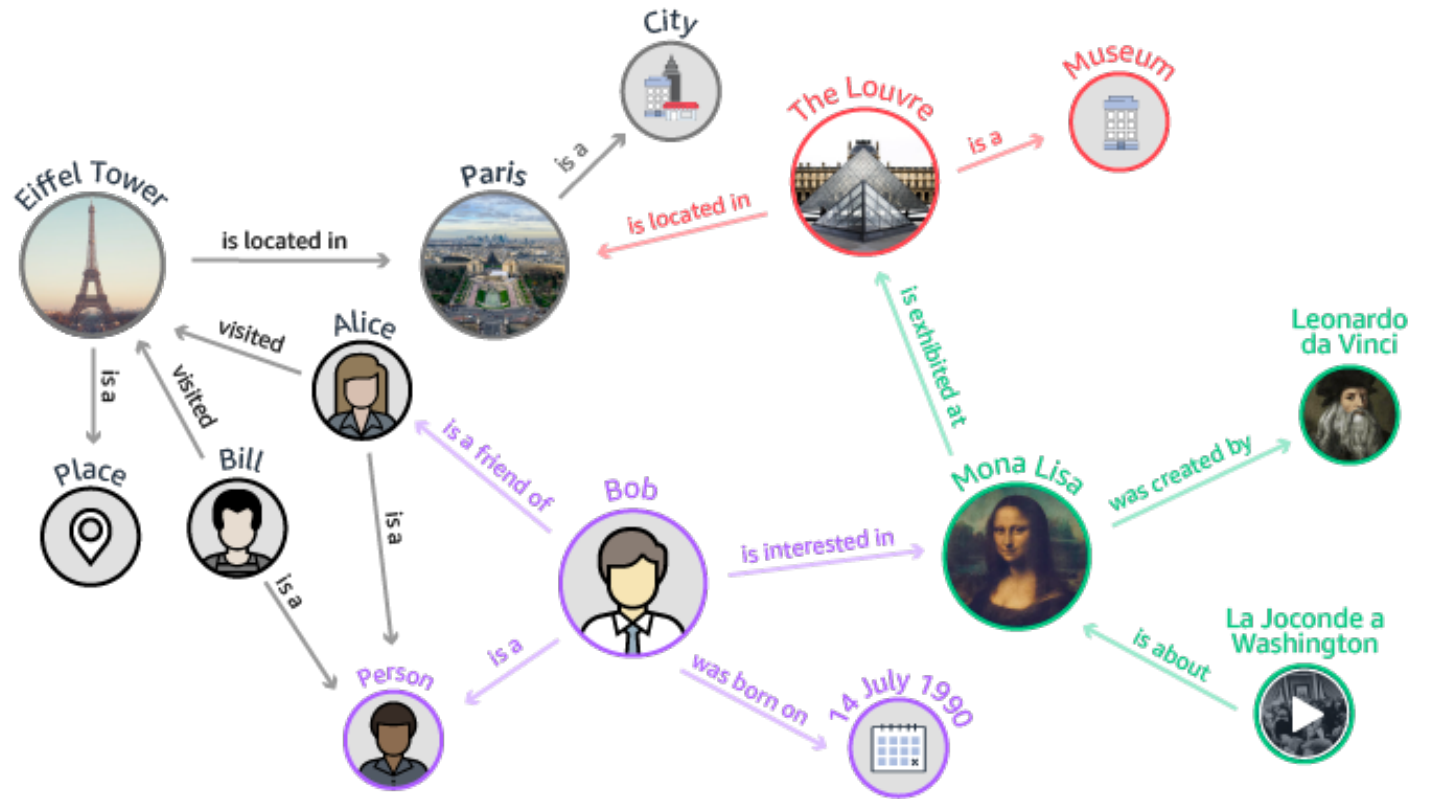 City
Museum
The Louvre
is a
is a
Eiffel Tower
Paris
is located in
is located in
visited
Alice
is exhibited at
Leonardo
da Vinci
is a
visited
is a friend of
Place
Bill
Bob
Mona Lisa
was created by
is a
is interested in
is a
La Joconde a
Washington
is about
is a
was born on
Person
14 July 1990